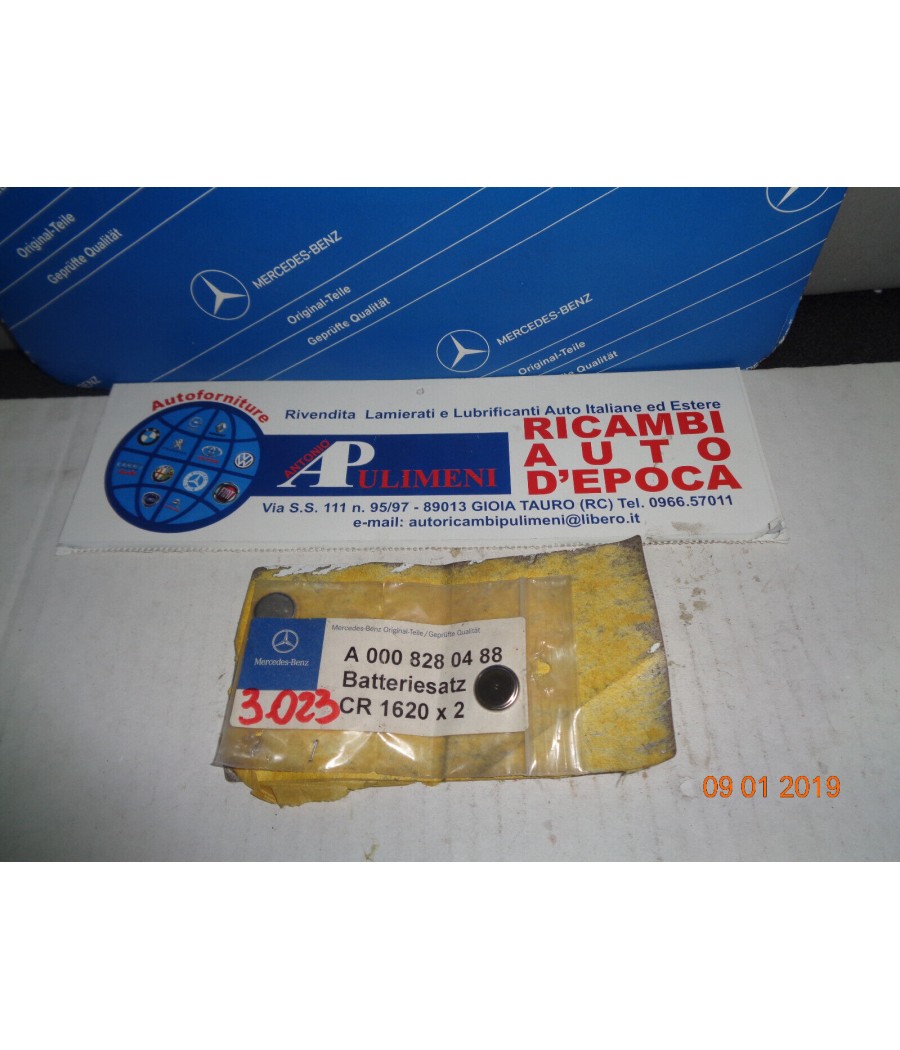 Original-Teile
Geprüfte Qualität
MERCEDES-BENZ
Original-Teile
Geprüfte Qualität
MERCEDES-BENZ
Original-Teile
Geprüfte Qualität
Autoforniture
Rivendita Lamierati e Lubrificanti Auto Italiane ed Estere
ANTONIO
APULIMENI
RICAMBI
AUTO
D'EPOCA
Via S.S. 111 n. 95/97 - 89013 GIOIA TAURO (RC) Tel. 0966.57011
e-mail: autoricambipulimeni@libero.it
Mercedes-Benz Original-Teile / Geprüfte Qualität
Mercedes-Benz
A 000 828 04 88
Batteriesatz
CR 1620 x 2
3.023
09 01 2019